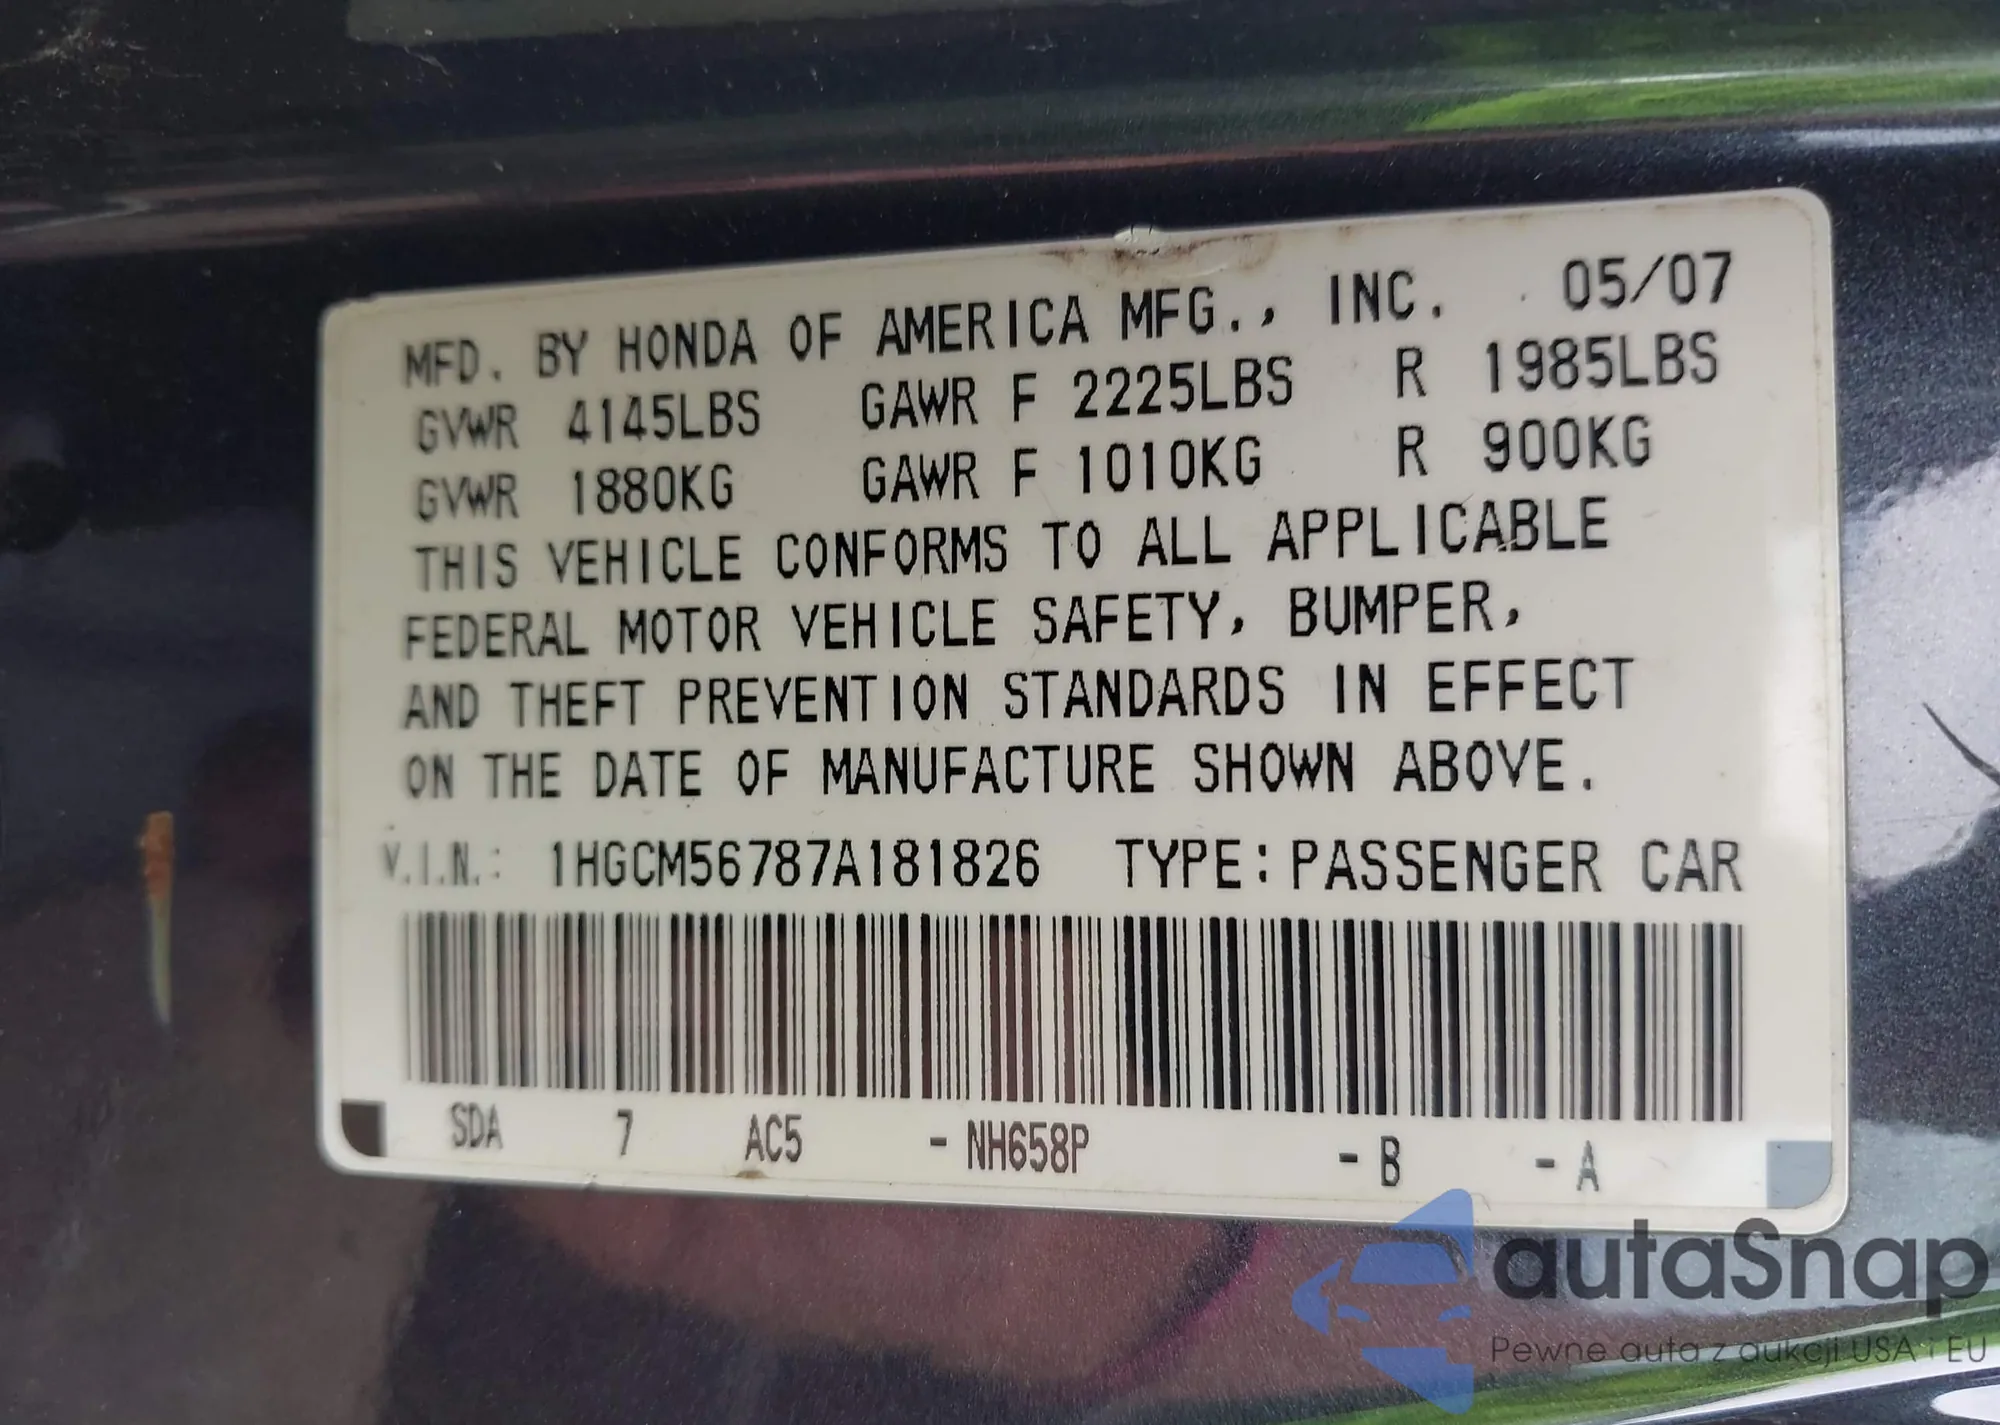 MFD. BY HONDA OF AMERICA MFG., INC. 05/07
GVWR 4145LBS GAWR F 2225LBS R 1985LBS
GVWR 1880KG GAWR F 1010KG R 900KG
THIS VEHICLE CONFORMS TO ALL APPLICABLE
FEDERAL MOTOR VEHICLE SAFETY, BUMPER,
AND THEFT PREVENTION STANDARDS IN EFFECT
ON THE DATE OF MANUFACTURE SHOWN ABOVE.
V.I.N.: 1HGCM56787A181826 TYPE: PASSENGER CAR
SDA 7 AC5 - NH658P - B - A
autaSnap
Pewne auta z aukcji USA i EU